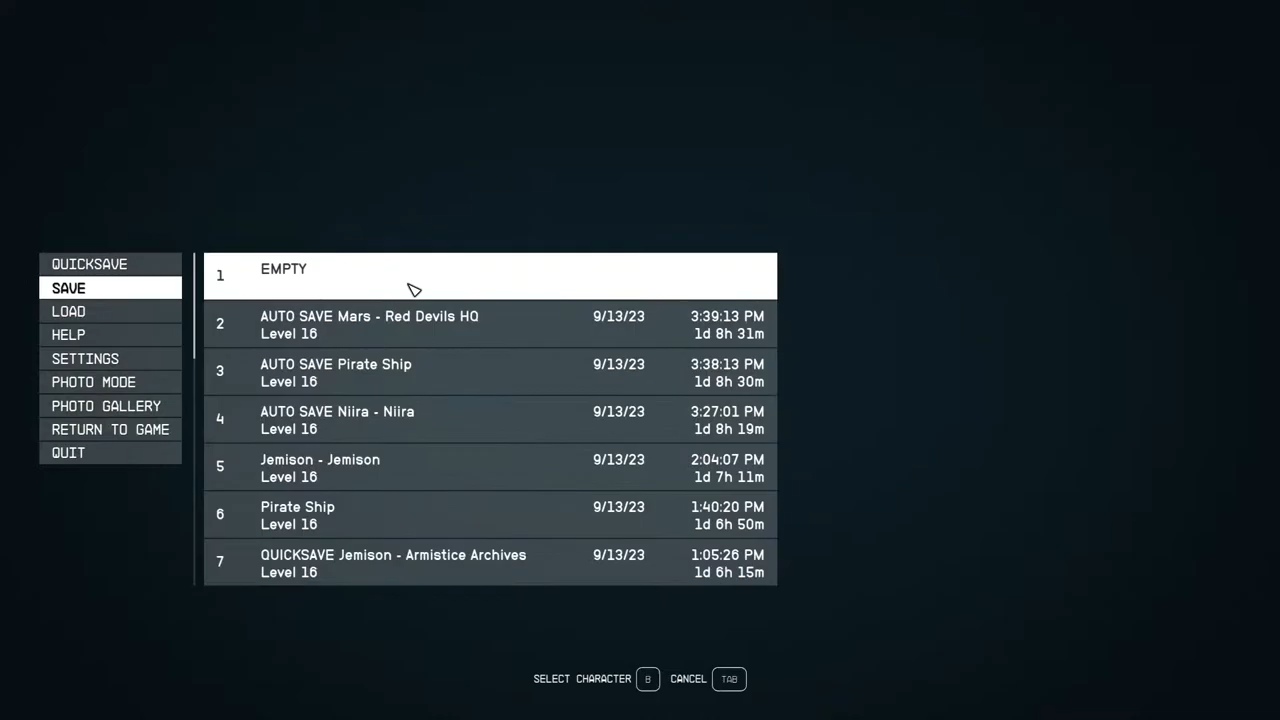 QUICKSAVE
SAVE
LOAD
HELP
SETTINGS
PHOTO MODE
PHOTO GALLERY
RETURN TO GAME
QUIT
1 EMPTY
2 AUTO SAVE Mars - Red Devils HQ 9/13/23 3:39:13 PM
Level 16 1d 8h 31m
3 AUTO SAVE Pirate Ship 9/13/23 3:38:13 PM
Level 16 1d 8h 30m
4 AUTO SAVE Niira - Niira 9/13/23 3:27:01 PM
Level 16 1d 8h 19m
5 Jemison - Jemison 9/13/23 2:04:07 PM
Level 16 1d 7h 11m
6 Pirate Ship 9/13/23 1:40:20 PM
Level 16 1d 6h 50m
7 QUICKSAVE Jemison - Armistice Archives 9/13/23 1:05:26 PM
Level 16 1d 6h 15m
SELECT CHARACTER B CANCEL TAB